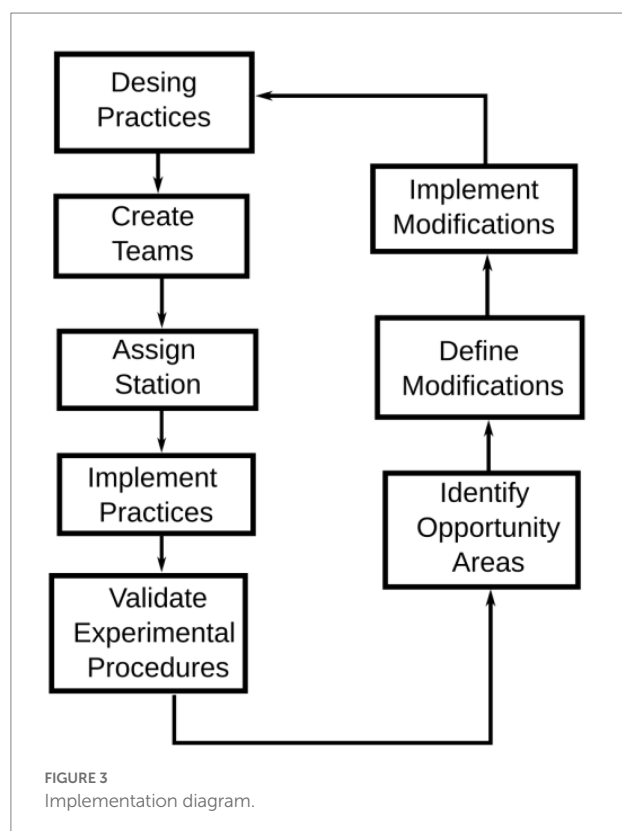 Desing
Practices
Create
Teams
Assign
Station
Implement
Practices
Validate
Experimental
Procedures
Identify
Opportunity
Areas
Define
Modifications
Implement
Modifications
FIGURE 3
Implementation diagram.